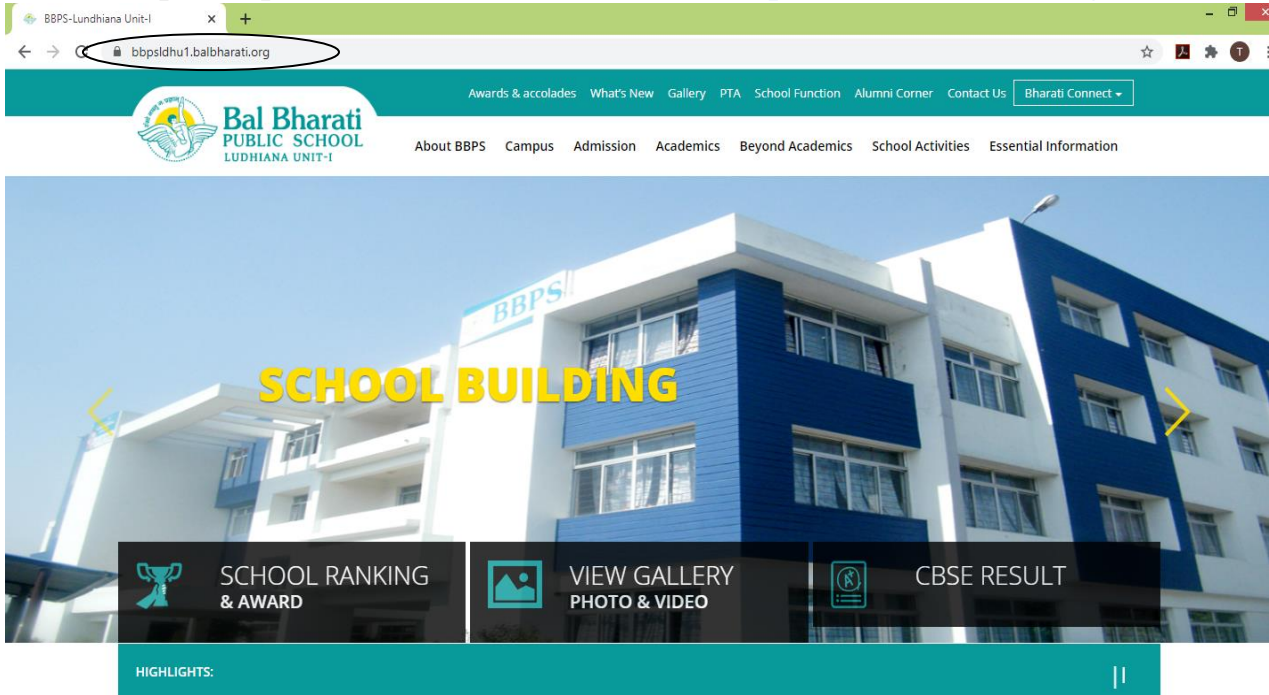 BBPS-Lundhiana Unit-I
bbpsldhu1.balbharati.org
T
Awards & accolades What's New Gallery PTA School Function Alumni Corner Contact Us Bharati Connect
Bal Bharati
PUBLIC SCHOOL
LUDHIANA UNIT-I
About BBPS Campus Admission Academics Beyond Academics School Activities Essential Information
BBPS
SCHOOL BUILDING
SCHOOL RANKING
& AWARD
VIEW GALLERY
PHOTO & VIDEO
CBSE RESULT
HIGHLIGHTS: